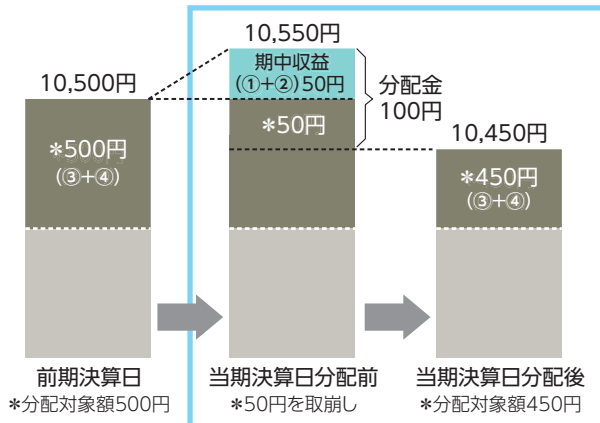 10,500円
*500円
(③+④)
前期決算日
*分配対象額500円
10,550円
期中収益
(①+②)50円
*50円
分配金
100円
当期決算日分配前
*50円を取崩し
10,450円
*450円
(③+④)
当期決算日分配後
*分配対象額450円